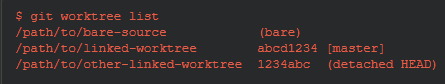 $ git worktree list
/path/to/bare-source            (bare)
/path/to/linked-worktree        abcd1234 [master]
/path/to/other-linked-worktree  1234abc  (detached HEAD)